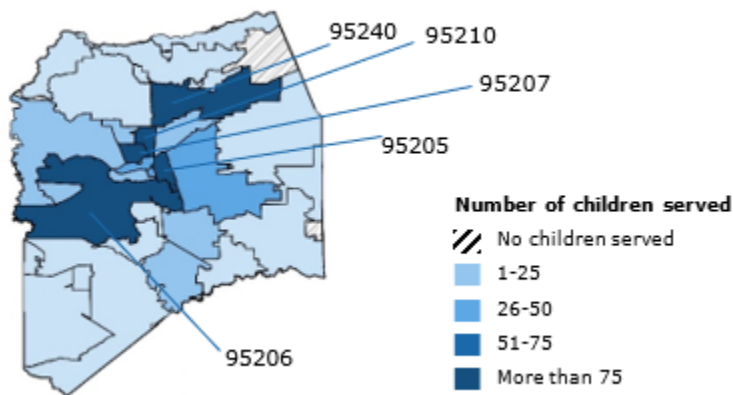 95240
95210
95207
95205
95206
Number of children served
No children served
1-25
26-50
51-75
More than 75